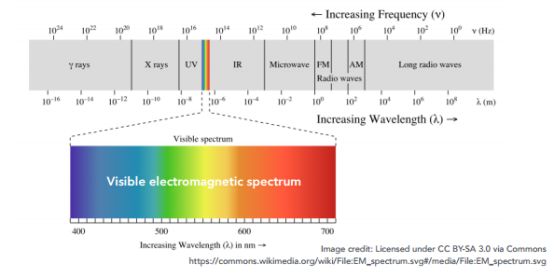 ← Increasing Frequency (ν)
10²⁴ 10²² 10²⁰ 10¹⁸ 10¹⁶ 10¹⁴ 10¹² 10¹⁰ 10⁸ 10⁶ 10⁴ 10² 10⁰ ν (Hz)
γ rays X rays UV IR Microwave FM AM Long radio waves
Radio waves
10⁻¹⁶ 10⁻¹⁴ 10⁻¹² 10⁻¹⁰ 10⁻⁸ 10⁻⁶ 10⁻⁴ 10⁻² 10⁰ 10² 10⁴ 10⁶ 10⁸ λ (m)
Increasing Wavelength (λ) →
Visible spectrum
Visible electromagnetic spectrum
400 500 600 700
Increasing Wavelength (λ) in nm →
Image credit: Licensed under CC BY-SA 3.0 via Commons
https://commons.wikimedia.org/wiki/File:EM_spectrum.svg#/media/File:EM_spectrum.svg